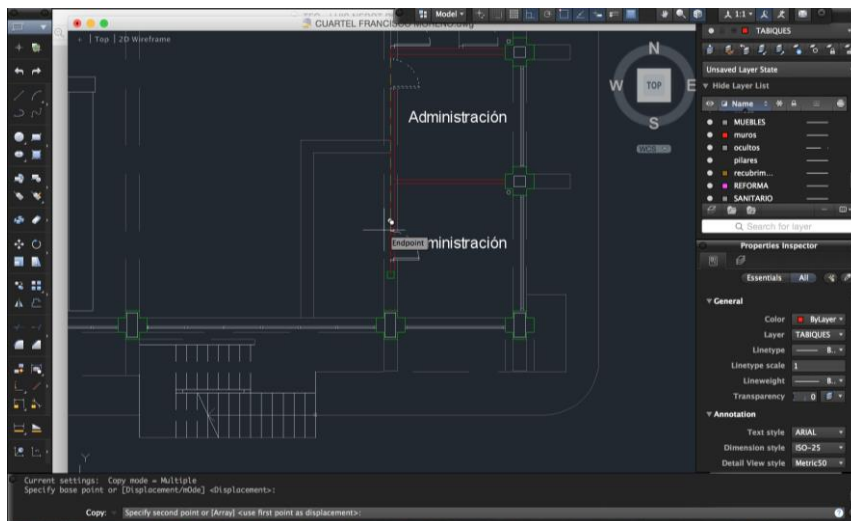 Model
1:1
CUARTEL FRANCISCO MORENO.dwg
+ | Top | 2D Wireframe
TABIQUES
N
W
TOP
E
S
WCS
Unsaved Layer State
Hide Layer List
Name
MUEBLES
muros
ocultos
pilares
recubrim...
REFORMA
SANITARIO
Search for layer
Administración
Endpoint
ministración
Properties Inspector
Essentials
All
General
Color ByLayer
Layer TABIQUES
Linetype B...
Linetype scale 1
Lineweight B...
Transparency 0
Annotation
Text style ARIAL
Dimension style ISO-25
Detail View style Metric50
Y
Current settings: Copy mode = Multiple
Specify base point or [Displacement/mOde] <Displacement>:
Copy: Specify second point or [Array] <use first point as displacement>: